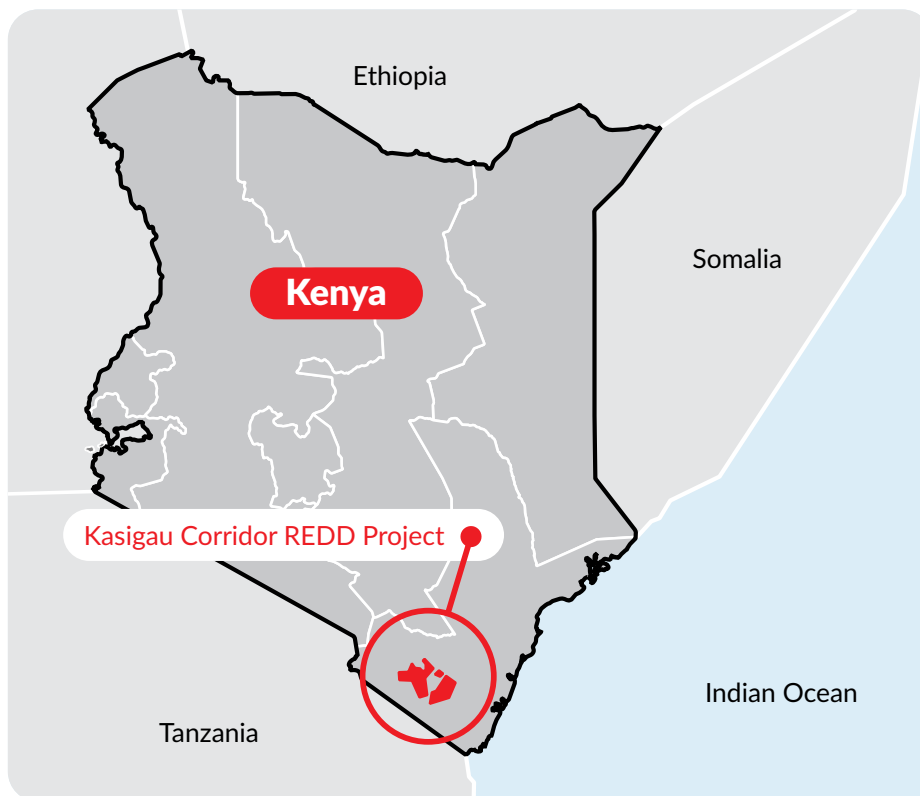 Ethiopia
Somalia
Kenya
Kasigau Corridor REDD Project
Indian Ocean
Tanzania